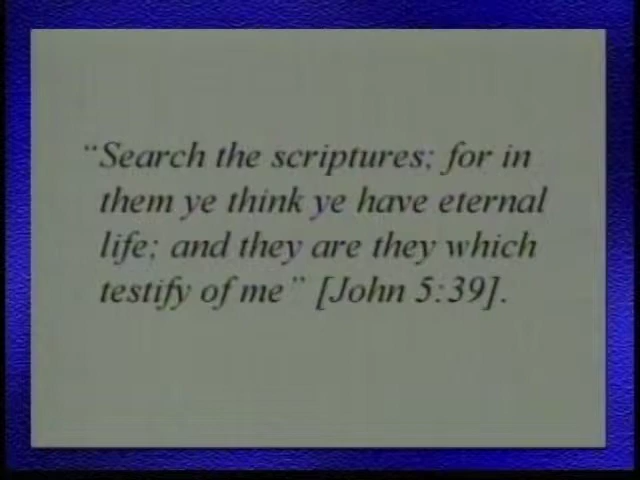 “Search the scriptures; for in
them ye think ye have eternal
life; and they are they which
testify of me” [John 5:39].